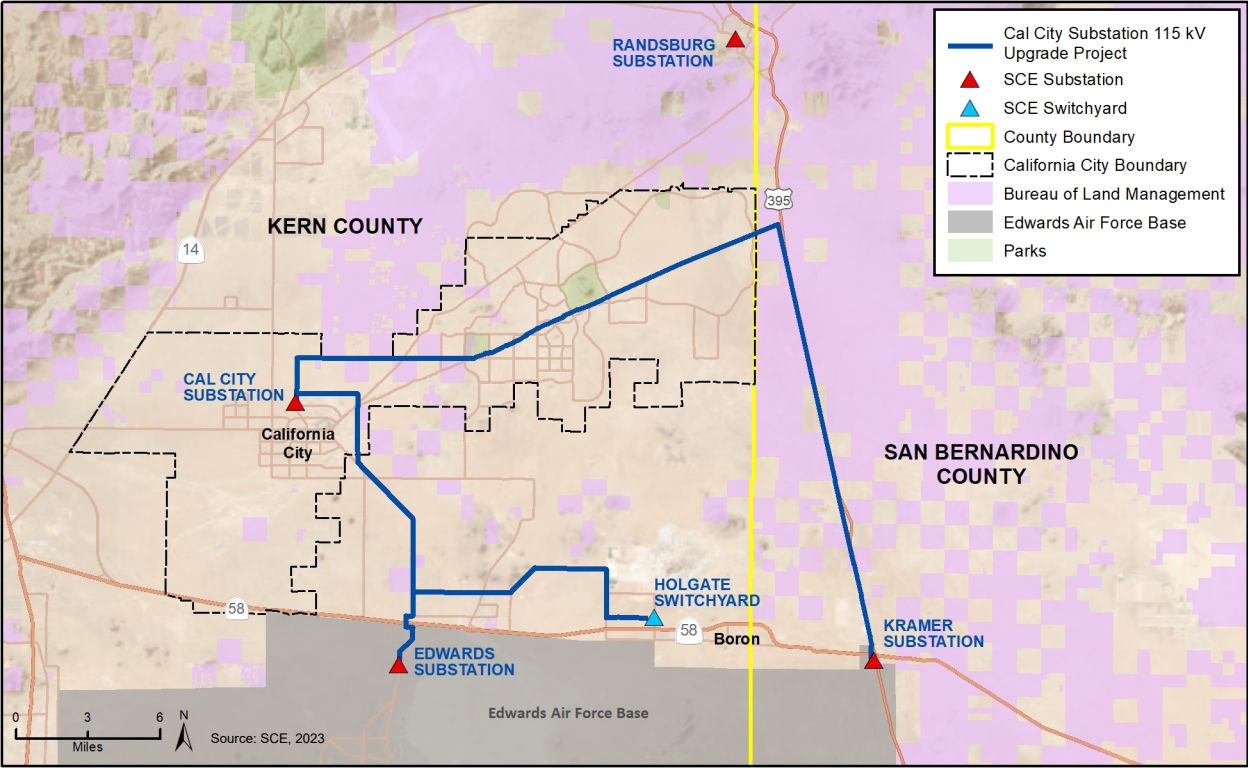 RANDSBURG
SUBSTATION
Cal City Substation 115 kV
Upgrade Project
SCE Substation
SCE Switchyard
County Boundary
California City Boundary
Bureau of Land Management
Edwards Air Force Base
Parks
395
KERN COUNTY
14
CAL CITY
SUBSTATION
California
City
SAN BERNARDINO
COUNTY
HOLGATE
SWITCHYARD
58
58
Boron
KRAMER
SUBSTATION
EDWARDS
SUBSTATION
Edwards Air Force Base
0 3 6
Miles
N
Source: SCE, 2023